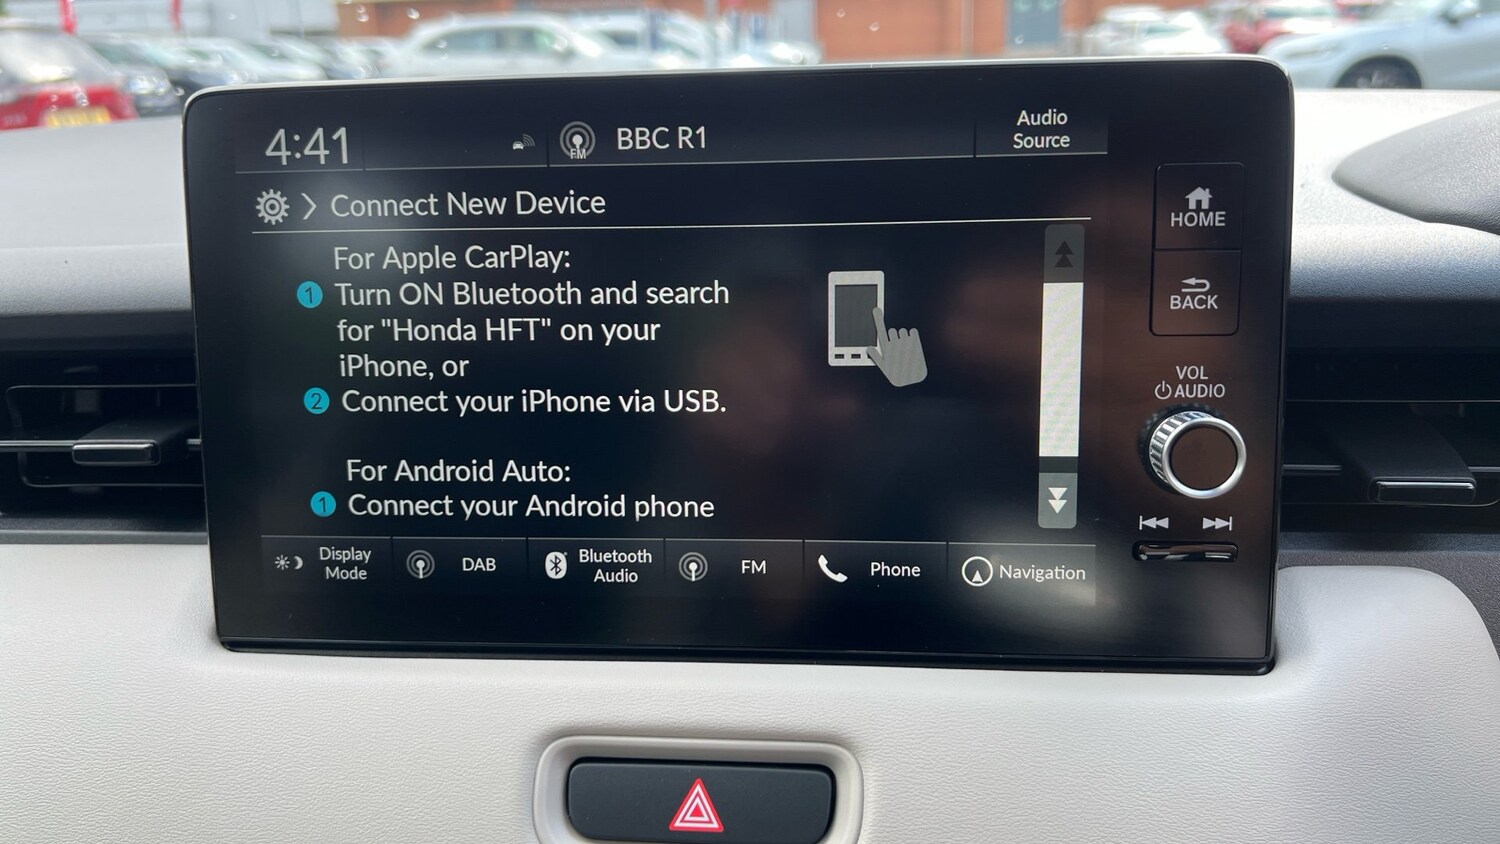 4:41
FM
BBC R1
Audio
Source
Connect New Device
For Apple CarPlay:
1 Turn ON Bluetooth and search
for "Honda HFT" on your
iPhone, or
2 Connect your iPhone via USB.
For Android Auto:
1 Connect your Android phone
Display
Mode
DAB
Bluetooth
Audio
FM
Phone
Navigation
HOME
BACK
VOL
AUDIO